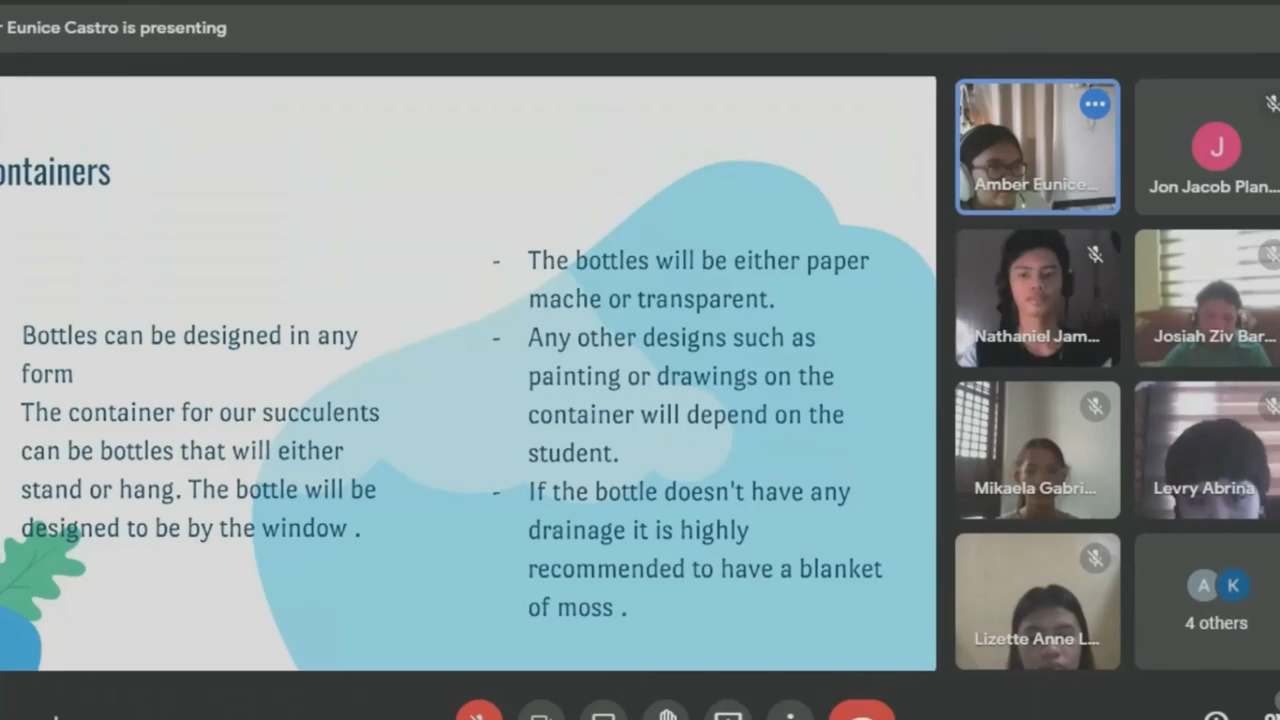 r Eunice Castro is presenting
ontainers
Bottles can be designed in any
form
The container for our succulents
can be bottles that will either
stand or hang. The bottle will be
designed to be by the window .
- The bottles will be either paper
mache or transparent.
- Any other designs such as
painting or drawings on the
container will depend on the
student.
- If the bottle doesn't have any
drainage it is highly
recommended to have a blanket
of moss .
Amber Eunice...
J
Jon Jacob Plan...
Nathaniel Jam...
Josiah Ziv Bar...
Mikaela Gabri...
Levry Abrina
Lizette Anne L...
A K
4 others